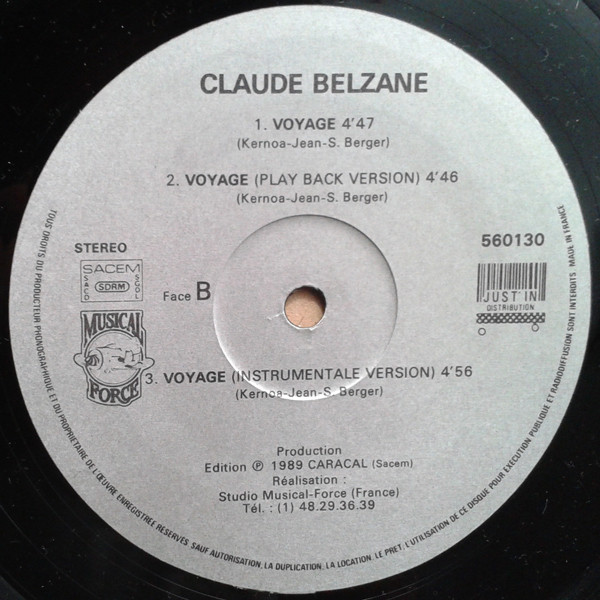 CLAUDE BELZANE
1. VOYAGE 4'47
(Kernoa-Jean-S. Berger)
2. VOYAGE (PLAY BACK VERSION) 4'46
(Kernoa-Jean-S. Berger)
STEREO
560130
SACEM
SACD
SDRM
SCGL
Face B
JUST'IN
DISTRIBUTION
MUSICAL
FORCE
3. VOYAGE (INSTRUMENTALE VERSION) 4'56
(Kernoa-Jean-S. Berger)
Production
Edition ℗ 1989 CARACAL (Sacem)
Réalisation :
Studio Musical-Force (France)
Tél. : (1) 48.29.36.39
TOUS DROITS DU PRODUCTEUR PHONOGRAPHIQUE ET DU PROPRIETAIRE DE L'ŒUVRE ENREGISTREE RESERVES SAUF AUTORISATION, LA DUPLICATION, LA LOCATION, LE PRET, L'UTILISATION DE CE DISQUE POUR EXECUTION PUBLIQUE ET RADIODIFFUSION SONT INTERDITS MADE IN FRANCX